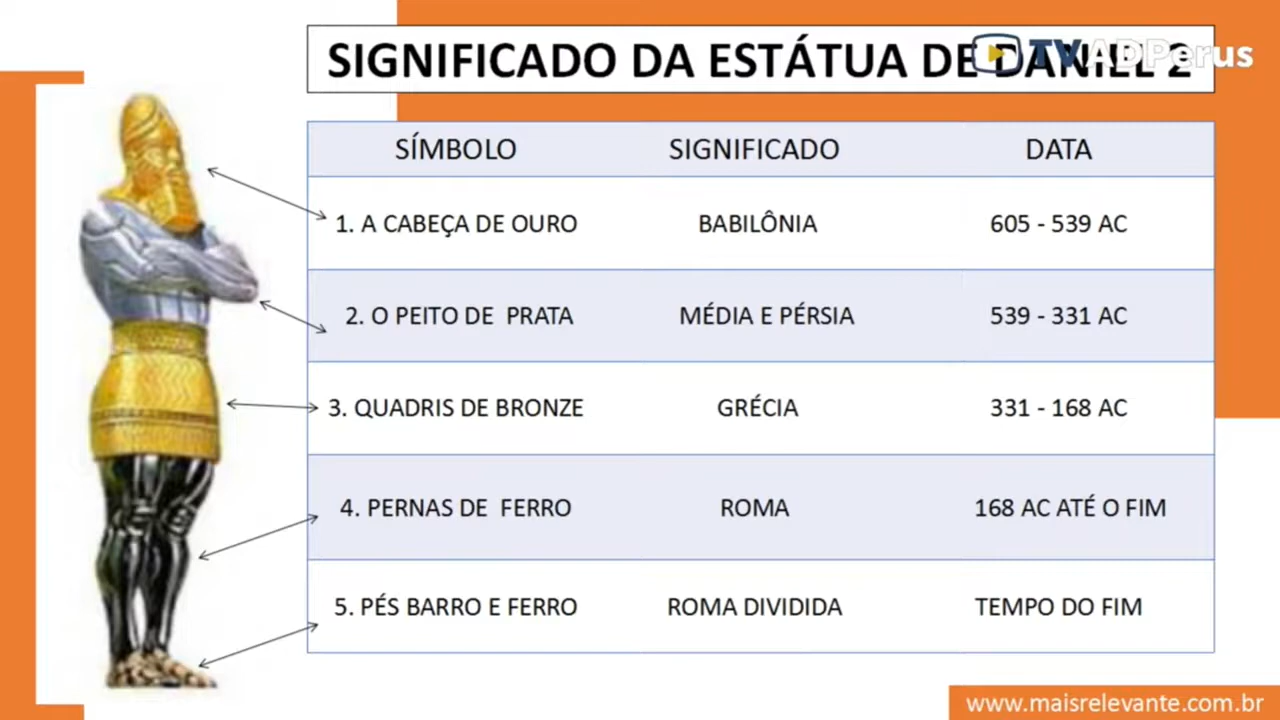 SIGNIFICADO DA ESTÁTUA DE DANIEL 2
TV ADPerus
SÍMBOLO SIGNIFICADO DATA
1. A CABEÇA DE OURO BABILÔNIA 605 - 539 AC
2. O PEITO DE PRATA MÉDIA E PÉRSIA 539 - 331 AC
3. QUADRIS DE BRONZE GRÉCIA 331 - 168 AC
4. PERNAS DE FERRO ROMA 168 AC ATÉ O FIM
5. PÉS BARRO E FERRO ROMA DIVIDIDA TEMPO DO FIM
www.maisrelevante.com.br